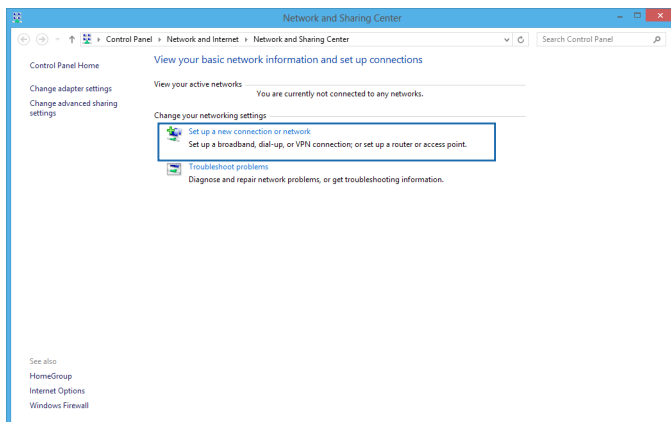 Network and Sharing Center
Control Panel Network and Internet Network and Sharing Center
Search Control Panel
Control Panel Home
Change adapter settings
Change advanced sharing
settings
View your basic network information and set up connections
View your active networks
You are currently not connected to any networks.
Change your networking settings
Set up a new connection or network
Set up a broadband, dial-up, or VPN connection; or set up a router or access point.
Troubleshoot problems
Diagnose and repair network problems, or get troubleshooting information.
See also
HomeGroup
Internet Options
Windows Firewall